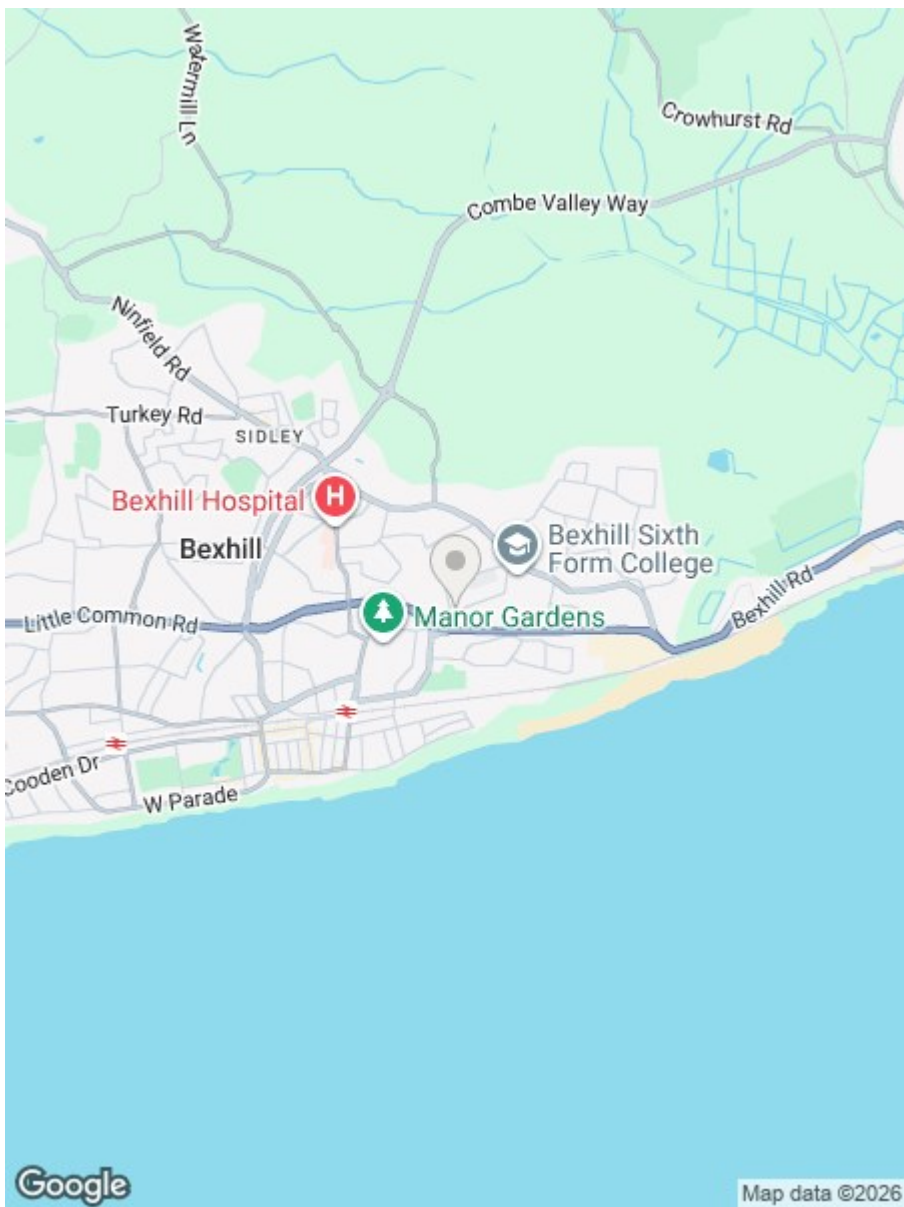 Watermill Ln
Crowhurst Rd
Combe Valley Way
Ninfield Rd
Turkey Rd
SIDLEY
Bexhill Hospital
H
Bexhill
Bexhill Sixth
Form College
Bexhill Rd
Little Common Rd
Manor Gardens
Cooden Dr
W Parade
Google
Map data ©2026